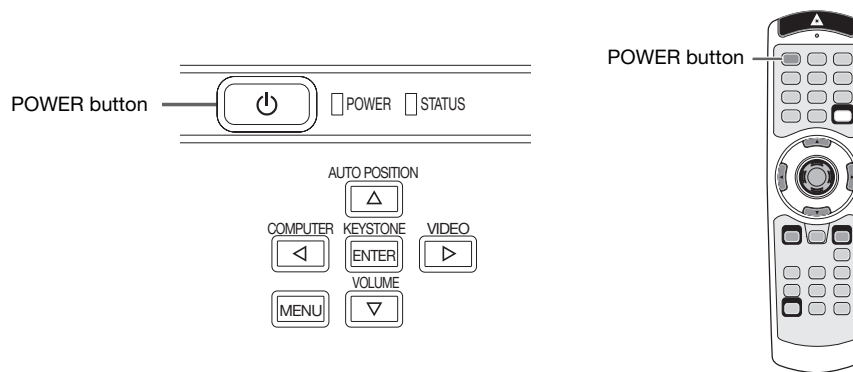 POWER button
POWER button
POWER STATUS
AUTO POSITION
COMPUTER KEYSTONE VIDEO
ENTER
VOLUME
MENU